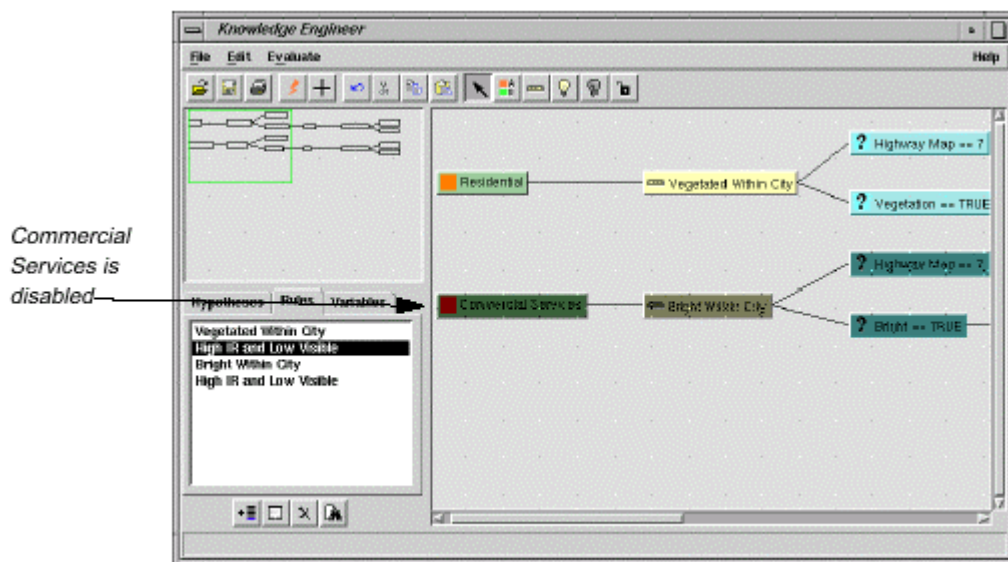 Knowledge Engineer
File Edit Evaluate
Help
Commercial
Services is
disabled
Hypotheses Rules Variables
Vegetated Within City
High IR and Low Visible
Bright Within City
High IR and Low Visible
Residential
Vegetated Within City
? Highway Map == 7
? Vegetation == TRUE
Commercial Services
Bright Within City
? Highway Map == 7
? Bright == TRUE